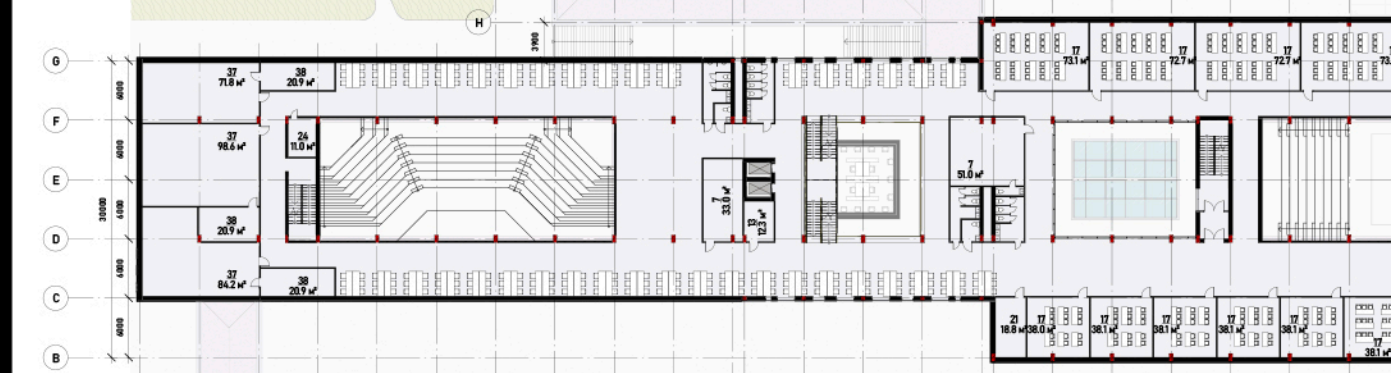 H
3900
G
F
E
D
C
B
6000
6000
6000
6000
6000
30000
37
71.8 м²
38
20.9 м²
37
98.6 м²
24
11.0 м²
38
20.9 м²
37
84.2 м²
38
20.9 м²
7
33.0 м²
13
12.3 м²
7
51.0 м²
17
73.1 м²
17
72.7 м²
17
72.7 м²
17
21
18.8 м²
17
38.0 м²
17
38.1 м²
17
38.1 м²
17
38.1 м²
17
38.1 м²
17
38.1 м²